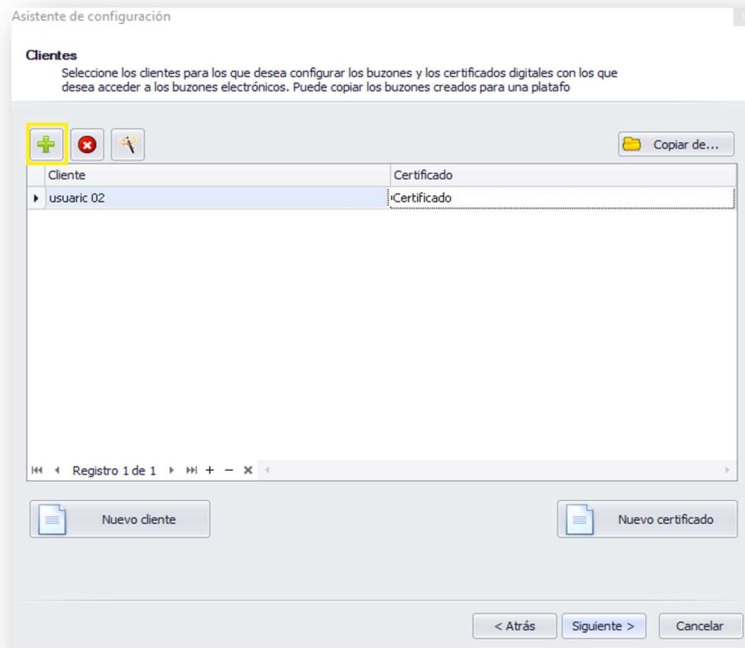 Asistente de configuración
Clientes
Seleccione los clientes para los que desea configurar los buzones y los certificados digitales con los que
desea acceder a los buzones electrónicos. Puede copiar los buzones creados para una platafo
Copiar de...
Cliente Certificado
usuaric 02 Certificado
Registro 1 de 1
Nuevo cliente Nuevo certificado
< Atrás Siguiente > Cancelar